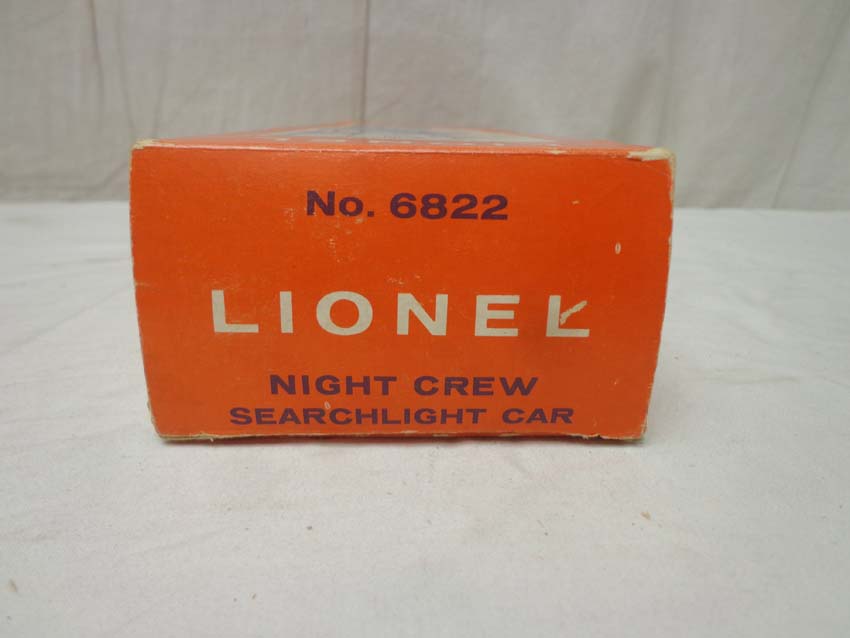 No. 6822
LIONEL
NIGHT CREW
SEARCHLIGHT CAR